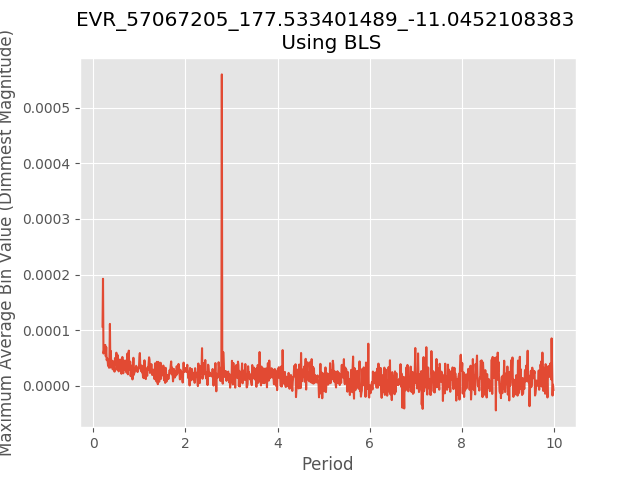 EVR_57067205_177.533401489_-11.0452108383
Using BLS
Maximum Average Bin Value (Dimmest Magnitude)
0.0005
0.0004
0.0003
0.0002
0.0001
0.0000
0 2 4 6 8 10
Period